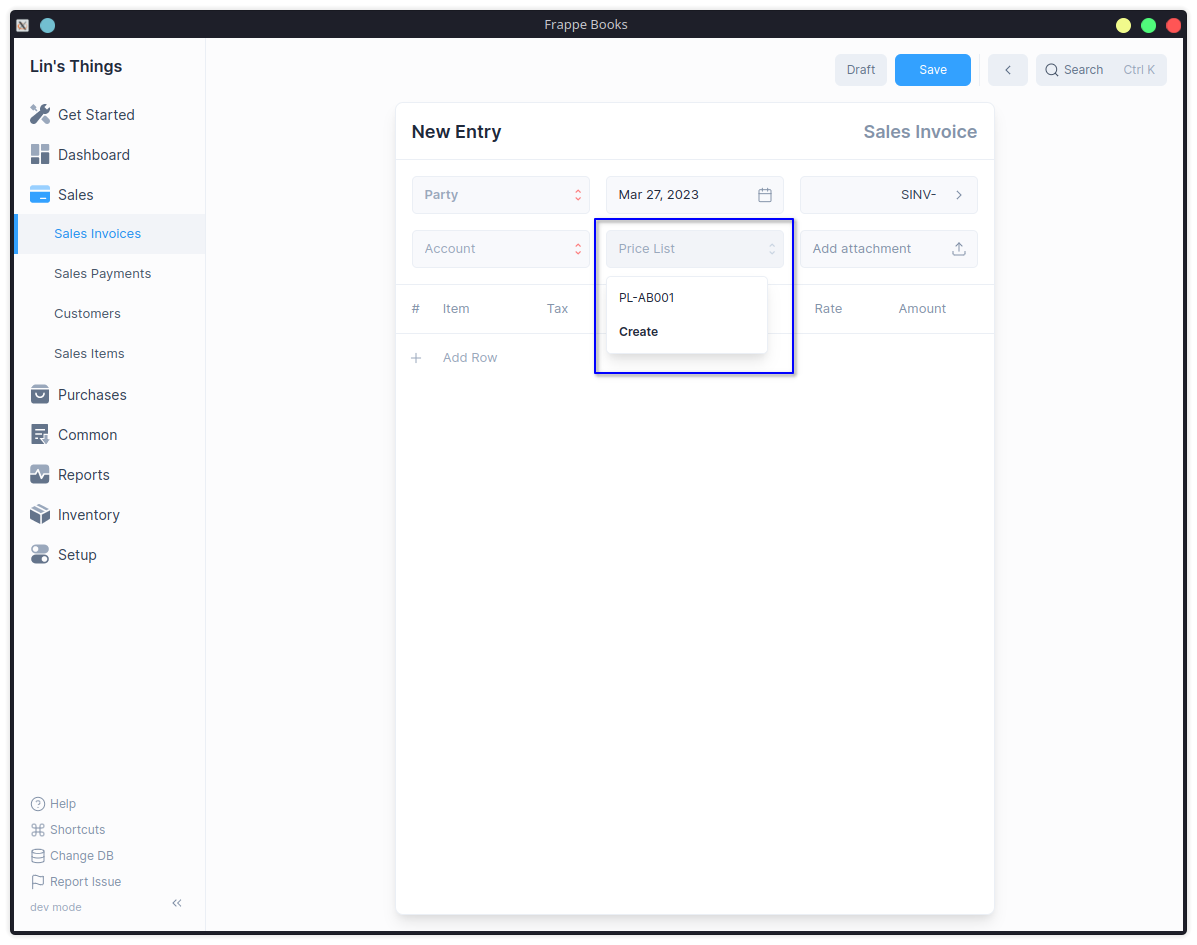 Frappe Books
Lin's Things
Get Started
Dashboard
Sales
Sales Invoices
Sales Payments
Customers
Sales Items
Purchases
Common
Reports
Inventory
Setup
Help
Shortcuts
Change DB
Report Issue
dev mode
Draft
Save
Search Ctrl K
New Entry Sales Invoice
Party Mar 27, 2023 SINV-
Account Price List Add attachment
PL-AB001
Create
# Item Tax Rate Amount
Add Row